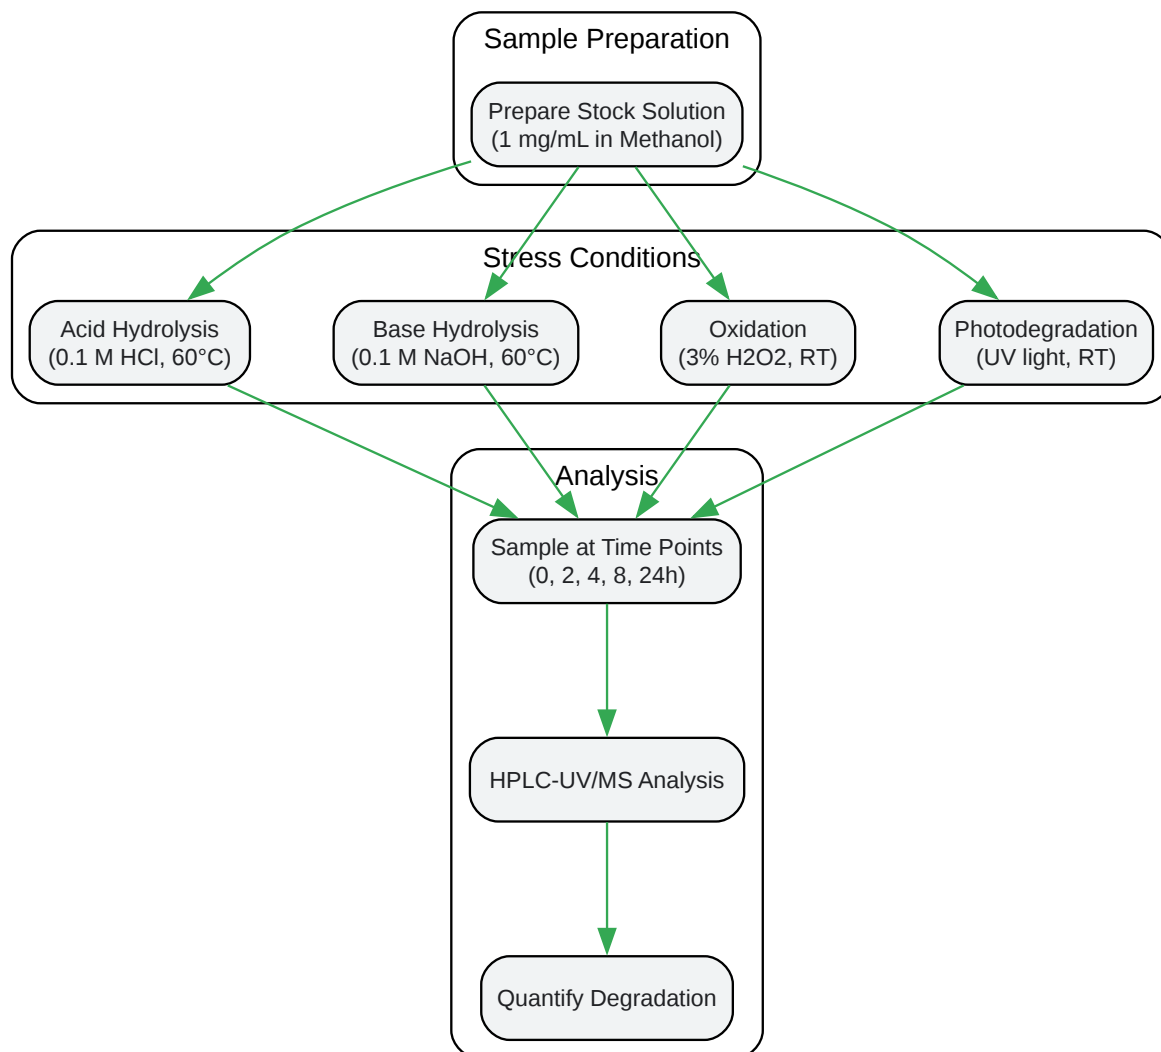 Sample Preparation
Prepare Stock Solution
(1 mg/mL in Methanol)
Stress Conditions
Acid Hydrolysis
(0.1 M HCl, 60°C)
Base Hydrolysis
(0.1 M NaOH, 60°C)
Oxidation
(3% H2O2, RT)
Photodegradation
(UV light, RT)
Analysis
Sample at Time Points
(0, 2, 4, 8, 24h)
HPLC-UV/MS Analysis
Quantify Degradation